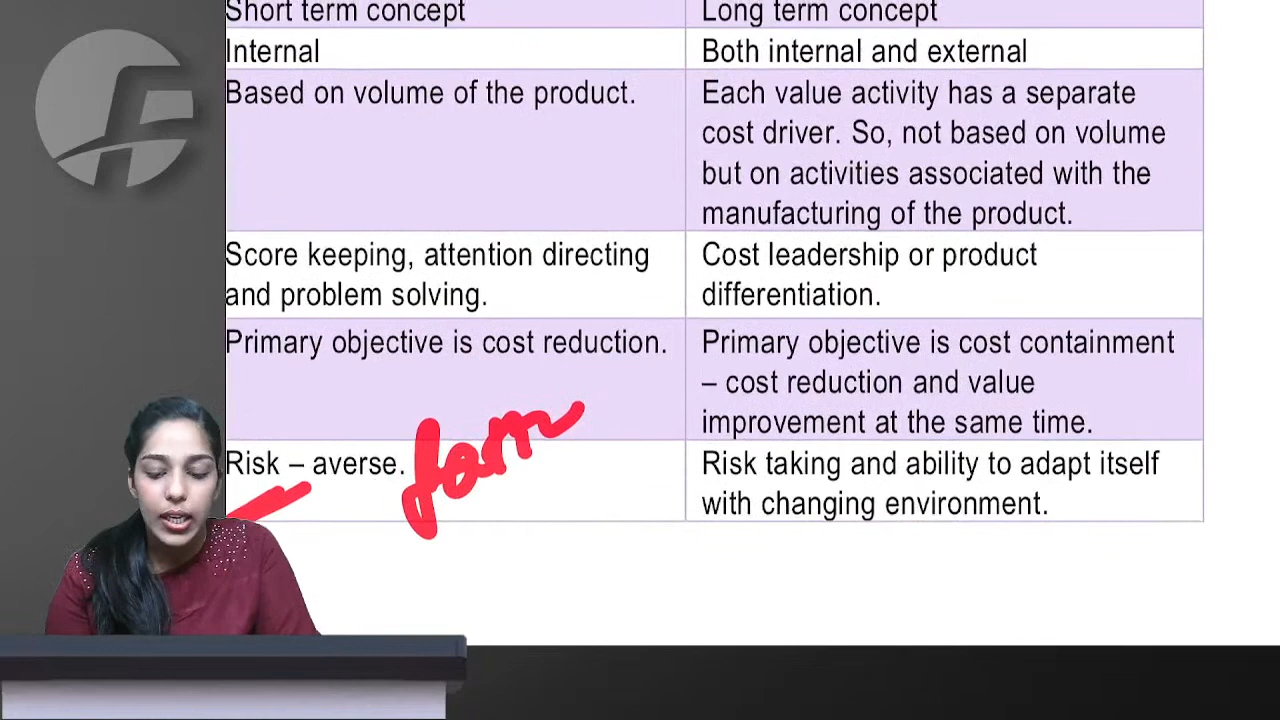 Short term concept
Long term concept
Internal
Both internal and external
Based on volume of the product.
Each value activity has a separate
cost driver. So, not based on volume
but on activities associated with the
manufacturing of the product.
Score keeping, attention directing
and problem solving.
Cost leadership or product
differentiation.
Primary objective is cost reduction.
Primary objective is cost containment
– cost reduction and value
improvement at the same time.
Risk – averse.
Risk taking and ability to adapt itself
with changing environment.